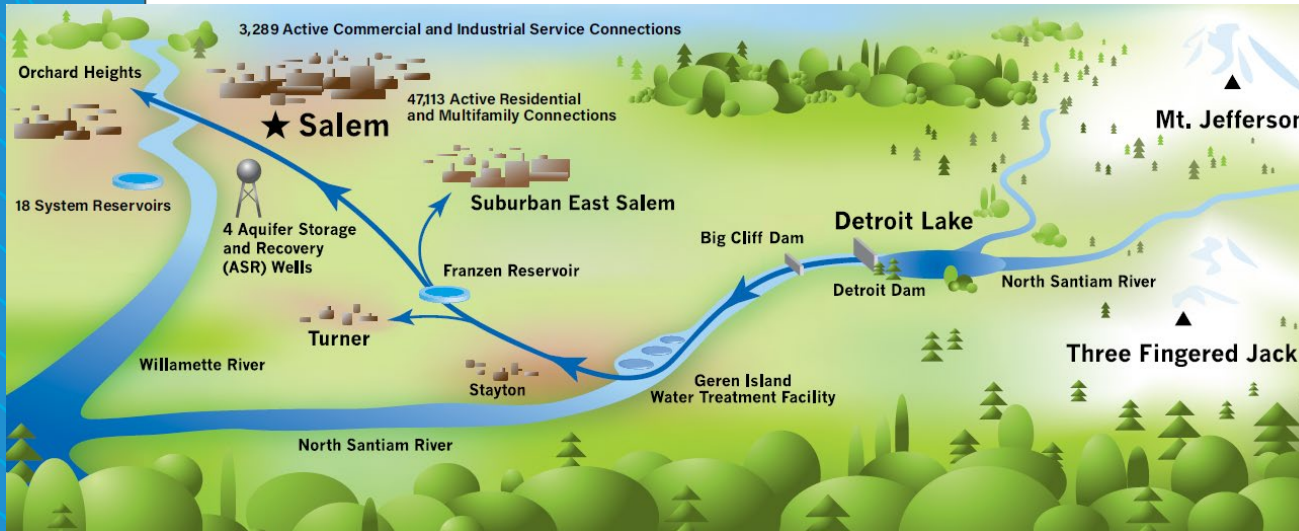 3,289 Active Commercial and Industrial Service Connections
Orchard Heights
47,113 Active Residential
and Multifamily Connections
★ Salem
Mt. Jefferson
18 System Reservoirs
Suburban East Salem
4 Aquifer Storage
and Recovery
(ASR) Wells
Detroit Lake
Big Cliff Dam
Franzen Reservoir
Detroit Dam
North Santiam River
Turner
Three Fingered Jack
Willamette River
Stayton
Geren Island
Water Treatment Facility
North Santiam River